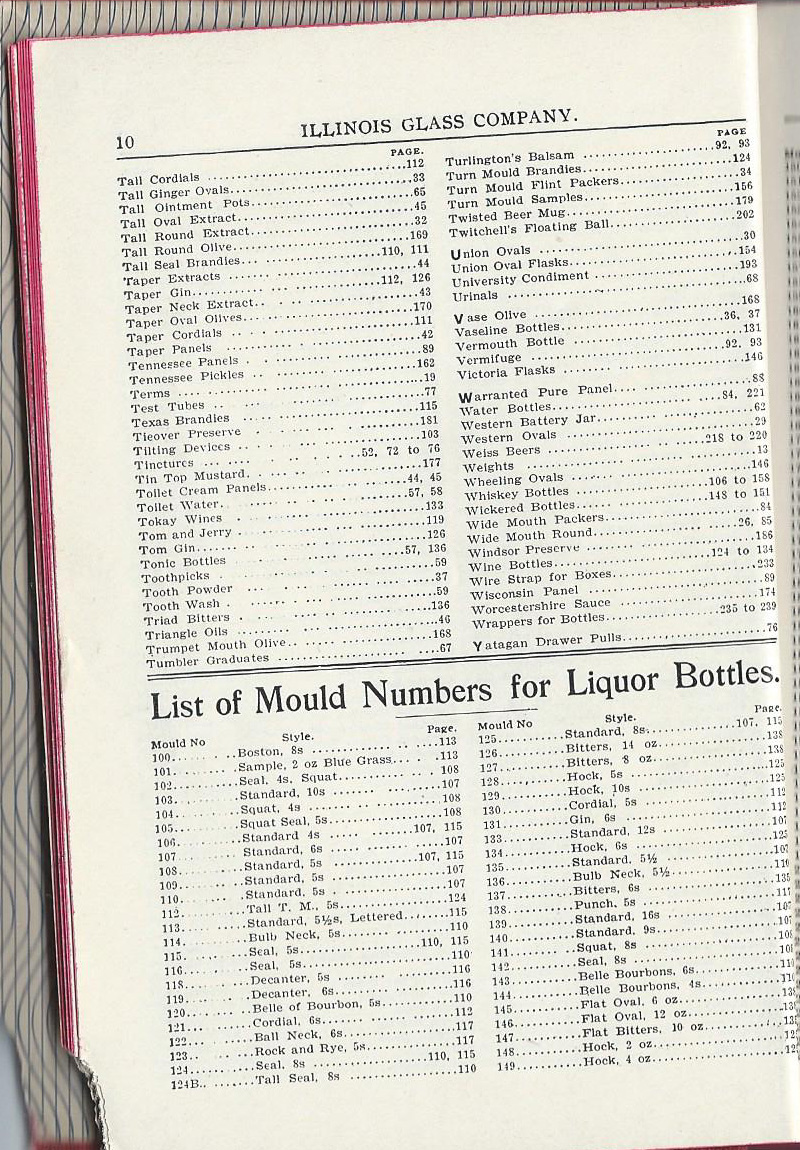 10
ILLINOIS GLASS COMPANY.
PAGE.
Tall Cordials 112
Tall Ginger Ovals 33
Tall Ointment Pots 65
Tall Oval Extract 45
Tall Round Extract 32
Tall Round Olive 169
Tall Seal Brandies 110, 111
Taper Extracts 44
Taper Gin 112, 126
Taper Neck Extract 43
Taper Oval Olives 170
Taper Cordials 111
Taper Panels 42
Tennessee Panels 89
Tennessee Pickles 162
Terms 19
Test Tubes 77
Texas Brandies 115
Tieover Preserve 181
Tilting Devices 103
Tinctures 52, 72 to 76
Tin Top Mustard 177
Toilet Cream Panels 44, 45
Toilet Water 57, 58
Tokay Wines 133
Tom and Jerry 119
Tom Gin 126
Tonic Bottles 57, 136
Toothpicks 59
Tooth Powder 37
Tooth Wash 59
Triad Bitters 136
Triangle Oils 46
Trumpet Mouth Olive 168
Tumbler Graduates 67
PAGE
Turlington's Balsam 92, 93
Turn Mould Brandies 124
Turn Mould Flint Packers 34
Turn Mould Samples 156
Twisted Beer Mug 179
Twitchell's Floating Ball 202
Union Ovals 30
Union Oval Flasks 154
University Condiment 193
Urinals 68
Vase Olive 168
Vaseline Bottles 36, 37
Vermouth Bottle 131
Vermifuge 92, 93
Victoria Flasks 146
Warranted Pure Panel 88
Water Bottles 84, 221
Western Battery Jar 62
Western Ovals 29
Weiss Beers 218 to 220
Weights 13
Wheeling Ovals 146
Whiskey Bottles 106 to 158
Wickered Bottles 148 to 151
Wide Mouth Packers 84
Wide Mouth Round 26, 85
Windsor Preserve 186
Wine Bottles 124 to 134
Wire Strap for Boxes 233
Wisconsin Panel 89
Worcestershire Sauce 174
Wrappers for Bottles 235 to 239
Yatagan Drawer Pulls 76
List of Mould Numbers for Liquor Bottles.
Mould No Style. Page.
100 Boston, 8s 113
101 Sample, 2 oz Blue Grass 113
102 Seal, 4s, Squat 108
103 Standard, 10s 107
104 Squat, 4s 108
105 Squat Seal, 5s 108
106 Standard 4s 107, 115
107 Standard, 6s 107
108 Standard, 5s 107, 115
109 Standard, 5s 107
110 Standard, 5s 107
112 Tall T. M., 5s 124
113 Standard, 5½s, Lettered 115
114 Bulb Neck, 5s 110
115 Seal, 5s 110, 115
116 Seal, 5s 110
118 Decanter, 5s 116
119 Decanter, 6s 116
120 Belle of Bourbon, 5s 110
121 Cordial, 6s 112
122 Ball Neck, 6s 117
123 Rock and Rye, 5s 117
124 Seal, 8s 110, 115
124B Tall Seal, 8s 110
Mould No Style. Page.
125 Standard, 8s 107, 115
126 Bitters, 14 oz 138
127 Bitters, 8 oz 138
128 Hock, 5s 125
129 Hock, 10s 125
130 Cordial, 5s 112
131 Gin, 6s 112
133 Standard, 12s 107
134 Hock, 6s 125
135 Standard, 5½ 107
136 Bulb Neck, 5½ 110
137 Bitters, 6s
138 Punch, 5s 117
139 Standard, 16s 107
140 Standard, 9s 107
141 Squat, 8s
142 Seal, 8s
143 Belle Bourbons, 6s
144 Belle Bourbons, 4s
145 Flat Oval, 6 oz
146 Flat Oval, 12 oz
147 Flat Bitters, 10 oz
148 Hock, 2 oz
149 Hock, 4 oz